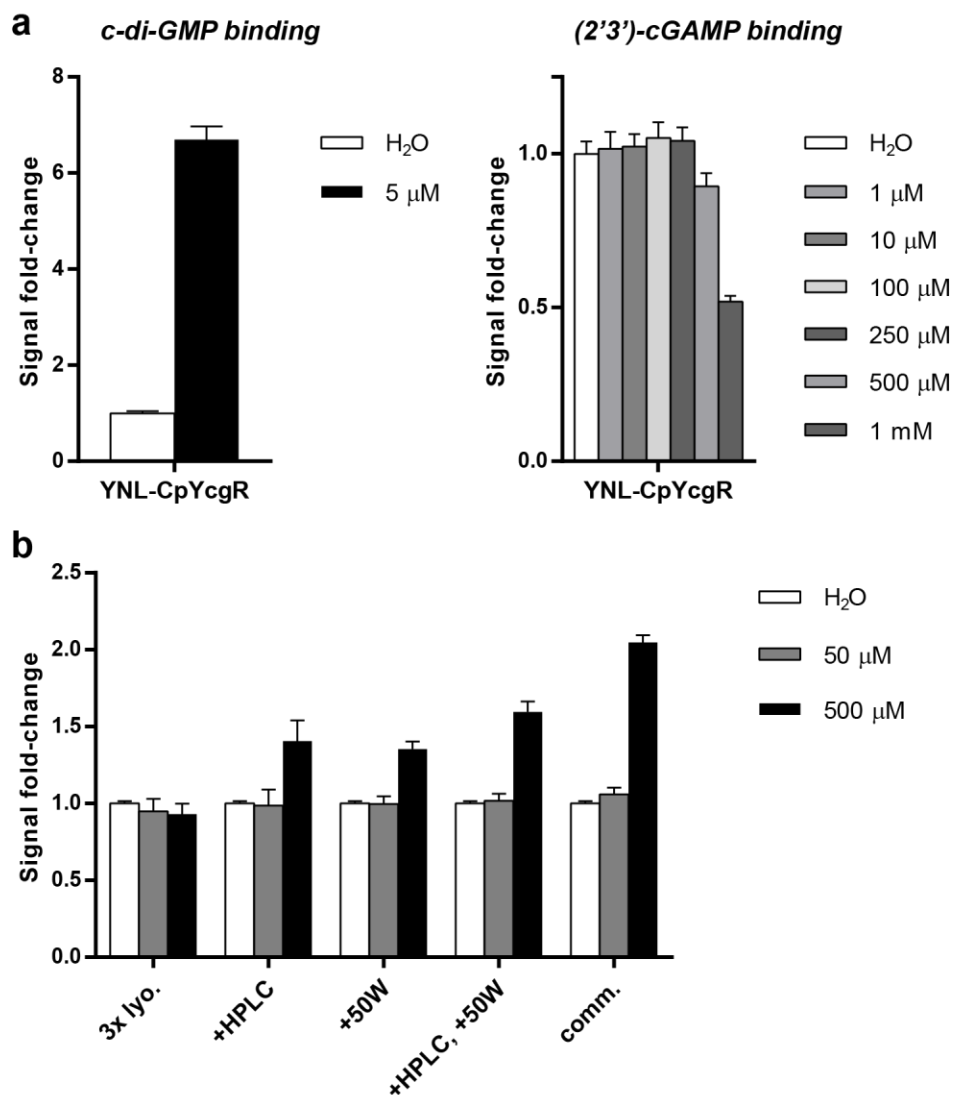 a
c-di-GMP binding
(2'3')-cGAMP binding
Signal fold-change
8
6
4
2
0
YNL-CpYcgR
H₂O
5 μM
Signal fold-change
1.0
0.5
0.0
YNL-CpYcgR
H₂O
1 μM
10 μM
100 μM
250 μM
500 μM
1 mM
b
Signal fold-change
2.5
2.0
1.5
1.0
0.5
0.0
3x lyo.
+HPLC
+50W
+HPLC, +50W
comm.
H₂O
50 μM
500 μM